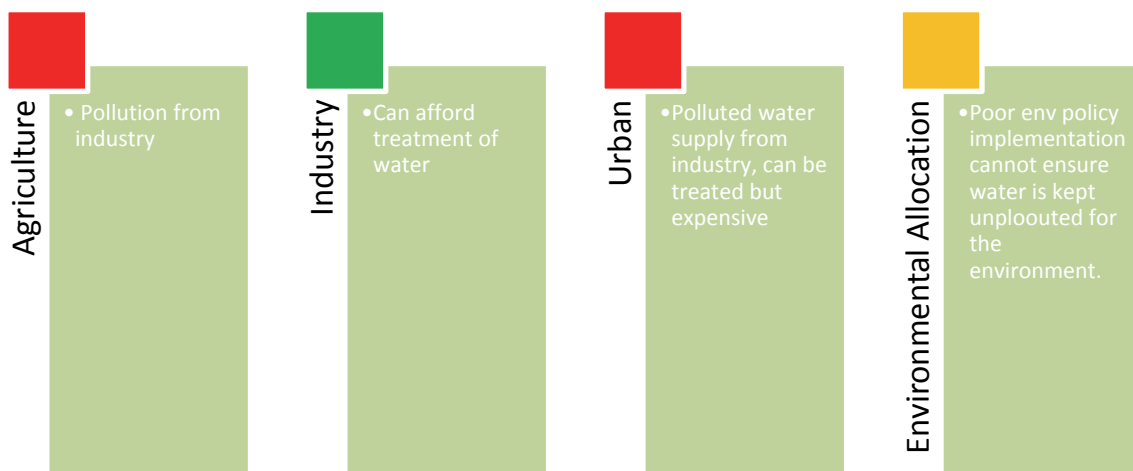 Agriculture
• Pollution from
industry
Industry
•Can afford
treatment of
water
Urban
•Polluted water
supply from
industry, can be
treated but
expensive
Environmental Allocation
•Poor env policy
implementation
cannot ensure
water is kept
unploouted for
the
environment.